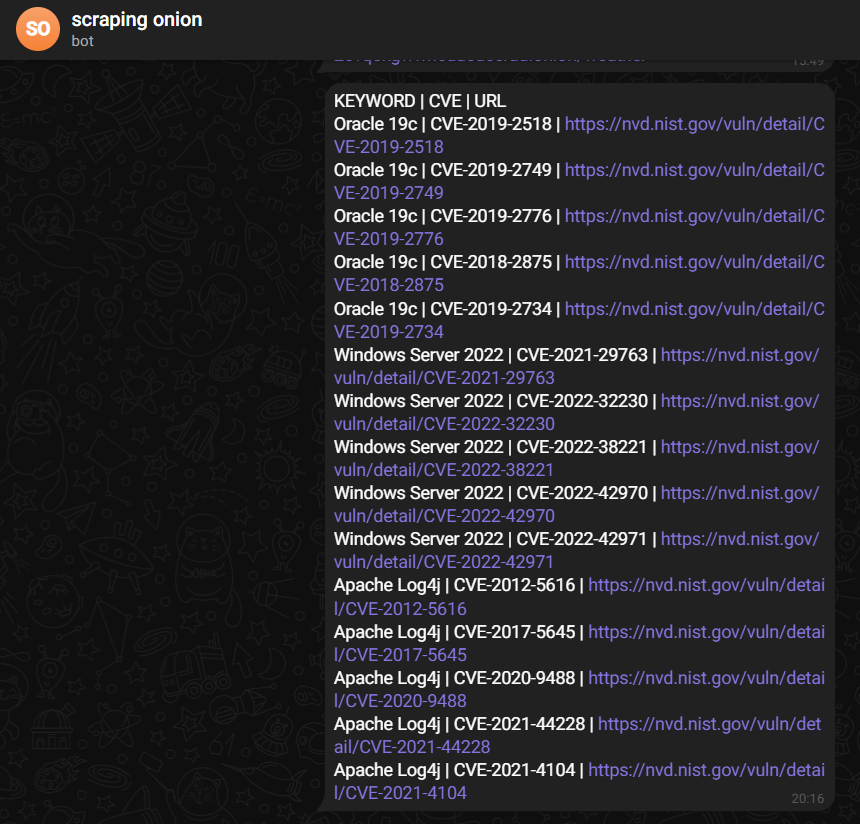 SO
scraping onion
bot
13:49
KEYWORD | CVE | URL
Oracle 19c | CVE-2019-2518 | https://nvd.nist.gov/vuln/detail/C
VE-2019-2518
Oracle 19c | CVE-2019-2749 | https://nvd.nist.gov/vuln/detail/C
VE-2019-2749
Oracle 19c | CVE-2019-2776 | https://nvd.nist.gov/vuln/detail/C
VE-2019-2776
Oracle 19c | CVE-2018-2875 | https://nvd.nist.gov/vuln/detail/C
VE-2018-2875
Oracle 19c | CVE-2019-2734 | https://nvd.nist.gov/vuln/detail/C
VE-2019-2734
Windows Server 2022 | CVE-2021-29763 | https://nvd.nist.gov/
vuln/detail/CVE-2021-29763
Windows Server 2022 | CVE-2022-32230 | https://nvd.nist.gov/
vuln/detail/CVE-2022-32230
Windows Server 2022 | CVE-2022-38221 | https://nvd.nist.gov/
vuln/detail/CVE-2022-38221
Windows Server 2022 | CVE-2022-42970 | https://nvd.nist.gov/
vuln/detail/CVE-2022-42970
Windows Server 2022 | CVE-2022-42971 | https://nvd.nist.gov/
vuln/detail/CVE-2022-42971
Apache Log4j | CVE-2012-5616 | https://nvd.nist.gov/vuln/detai
l/CVE-2012-5616
Apache Log4j | CVE-2017-5645 | https://nvd.nist.gov/vuln/detai
l/CVE-2017-5645
Apache Log4j | CVE-2020-9488 | https://nvd.nist.gov/vuln/detai
l/CVE-2020-9488
Apache Log4j | CVE-2021-44228 | https://nvd.nist.gov/vuln/det
ail/CVE-2021-44228
Apache Log4j | CVE-2021-4104 | https://nvd.nist.gov/vuln/detai
l/CVE-2021-4104
20:16